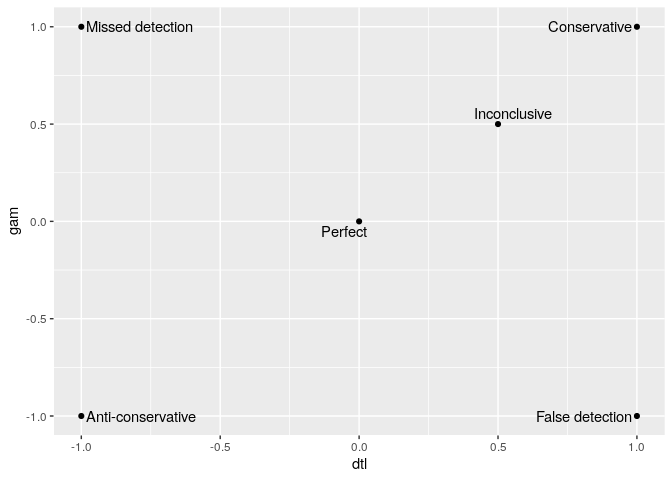 1.0
Missed detection
Conservative
Inconclusive
0.5
0.0
Perfect
gam
-0.5
-1.0
Anti-conservative
False detection
-1.0
-0.5
0.0
0.5
1.0
dtl